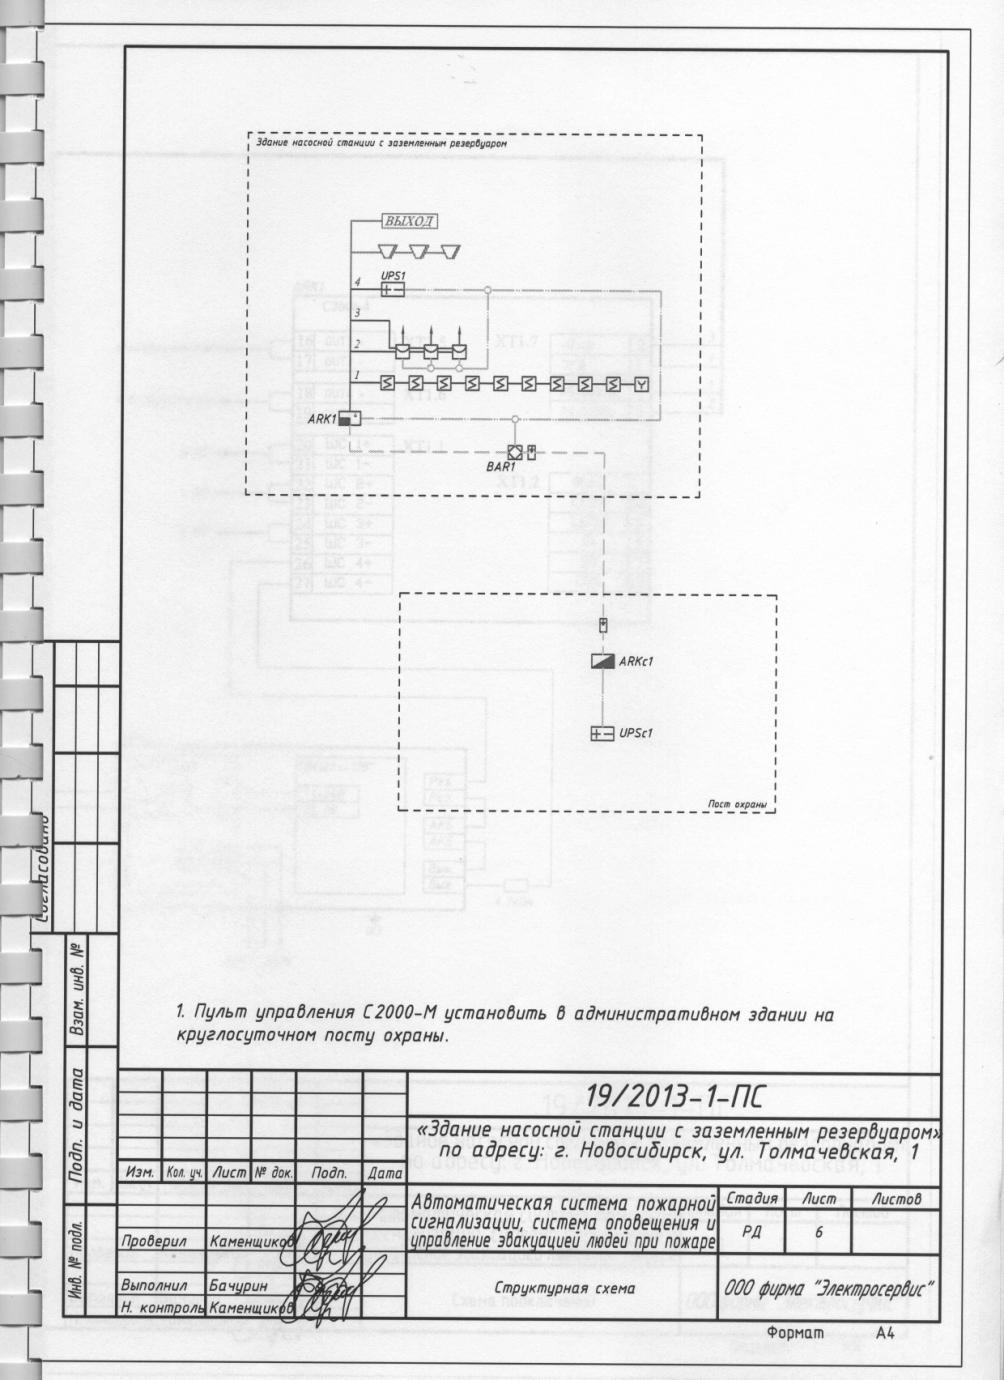 Здание насосной станции с заземленным резервуаром
ВЫХОД
UPS1
4
3
2
1
ARK1
BAR1
ARKc1
UPSc1
Пост охраны
1. Пульт управления С2000-М установить в административном здании на
круглосуточном посту охраны.
Согласовано
Взам. инв. №
Подп. и дата
Инв. № подл.
19/2013-1-ПС
«Здание насосной станции с заземленным резервуаром»
по адресу: г. Новосибирск, ул. Толмачевская, 1
Изм. Кол. уч. Лист № док. Подп. Дата
Автоматическая система пожарной
сигнализации, система оповещения и
управление эвакуацией людей при пожаре
Стадия Лист Листов
РД 6
Проверил Каменщиков
Выполнил Бачурин
Н. контроль Каменщиков
Структурная схема
ООО фирма "Электросервис"
Формат А4